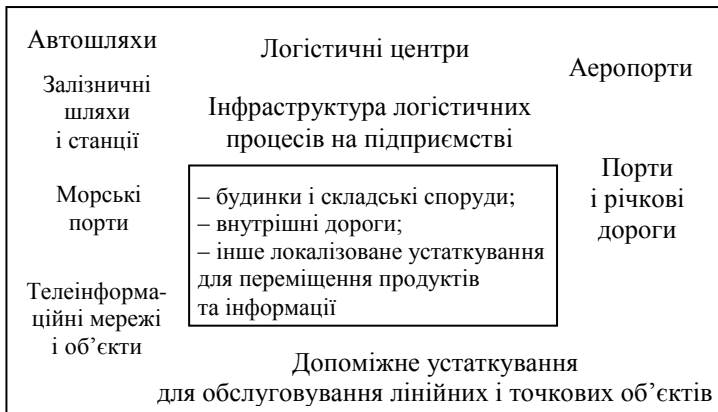 Автошляхи
Залізничні
шляхи
і станції
Морські
порти
Телеінформа-
ційні мережі
і об’єкти
Логістичні центри
Інфраструктура логістичних
процесів на підприємстві
– будинки і складські споруди;
– внутрішні дороги;
– інше локалізоване устаткування
для переміщення продуктів
та інформації
Аеропорти
Порти
і річкові
дороги
Допоміжне устаткування
для обслуговування лінійних і точкових об’єктів